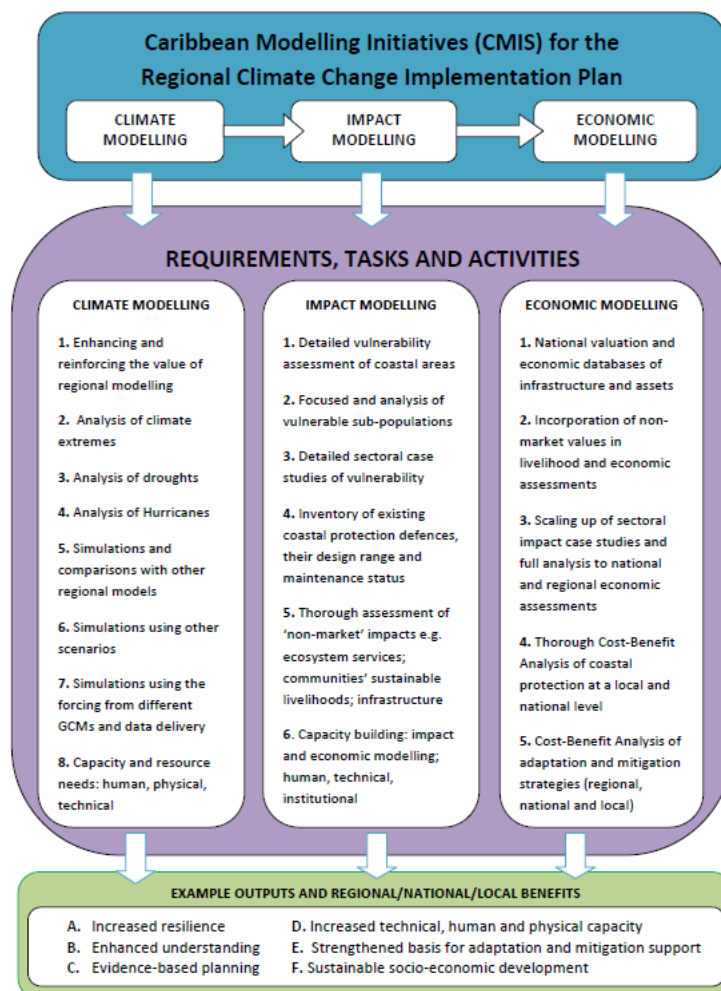 Caribbean Modelling Initiatives (CMIS) for the
Regional Climate Change Implementation Plan
CLIMATE
MODELLING
IMPACT
MODELLING
ECONOMIC
MODELLING
REQUIREMENTS, TASKS AND ACTIVITIES
CLIMATE MODELLING
1. Enhancing and
reinforcing the value of
regional modelling
2. Analysis of climate
extremes
3. Analysis of droughts
4. Analysis of Hurricanes
5. Simulations and
comparisons with other
regional models
6. Simulations using other
scenarios
7. Simulations using the
forcing from different
GCMs and data delivery
8. Capacity and resource
needs: human, physical,
technical
IMPACT MODELLING
1. Detailed vulnerability
assessment of coastal areas
2. Focused and analysis of
vulnerable sub-populations
3. Detailed sectoral case
studies of vulnerability
4. Inventory of existing
coastal protection defences,
their design range and
maintenance status
5. Thorough assessment of
‘non-market’ impacts e.g.
ecosystem services;
communities’ sustainable
livelihoods; infrastructure
6. Capacity building: impact
and economic modelling;
human, technical,
institutional
ECONOMIC MODELLING
1. National valuation and
economic databases of
infrastructure and assets
2. Incorporation of non-
market values in
livelihood and economic
assessments
3. Scaling up of sectoral
impact case studies and
full analysis to national
and regional economic
assessments
4. Thorough Cost-Benefit
Analysis of coastal
protection at a local and
national level
5. Cost-Benefit Analysis of
adaptation and mitigation
strategies (regional,
national and local)
EXAMPLE OUTPUTS AND REGIONAL/NATIONAL/LOCAL BENEFITS
A. Increased resilience
B. Enhanced understanding
C. Evidence-based planning
D. Increased technical, human and physical capacity
E. Strengthened basis for adaptation and mitigation support
F. Sustainable socio-economic development